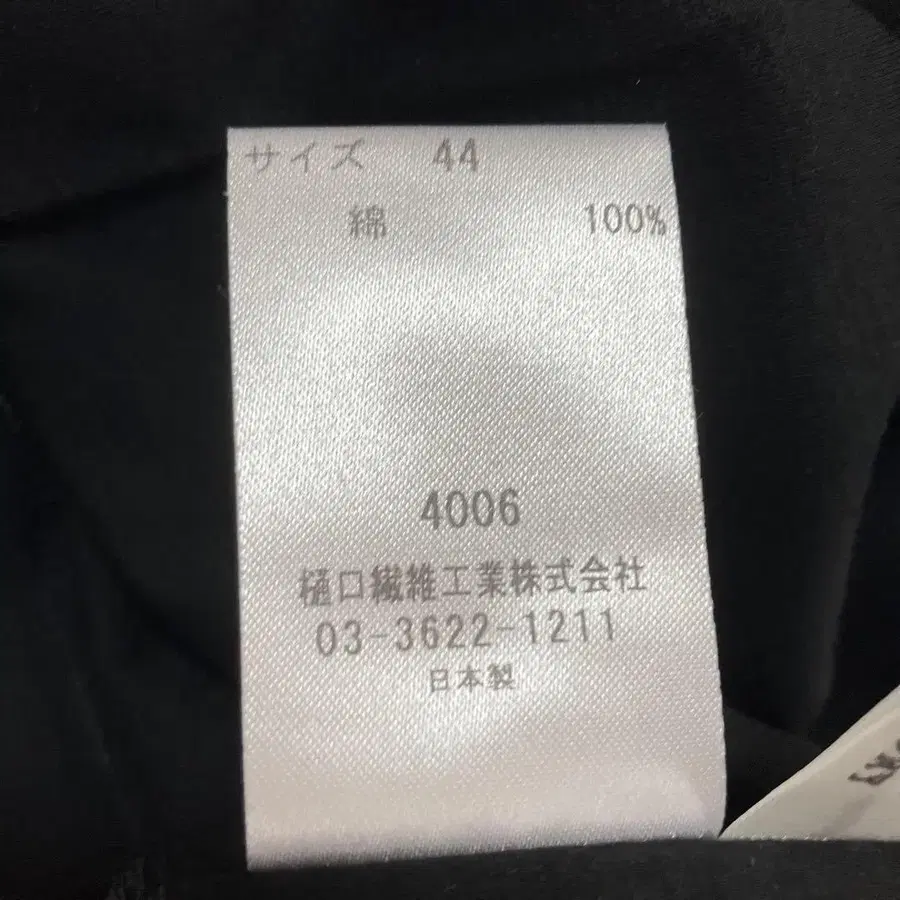 サイズ 44
綿 100%
4006
樋口繊維工業株式会社
03-3622-1211
日本製